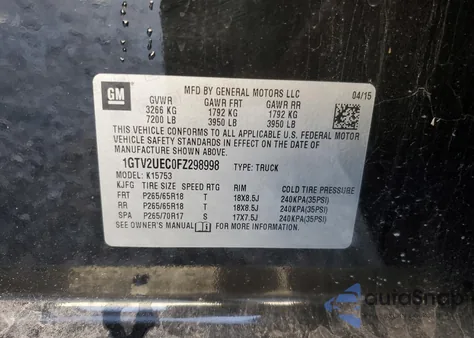 MFD BY GENERAL MOTORS LLC 04/15
GM GVWR GAWR FRT GAWR RR
3266 KG 1792 KG 1792 KG
7200 LB 3950 LB 3950 LB
THIS VEHICLE CONFORMS TO ALL APPLICABLE U.S. FEDERAL MOTOR
VEHICLE SAFETY STANDARDS IN EFFECT ON THE DATE OF
MANUFACTURE SHOWN ABOVE.
1GTV2UEC0FZ298998 TYPE: TRUCK
MODEL: K15753
KJFG TIRE SIZE SPEED RTG RIM COLD TIRE PRESSURE
FRT P265/65R18 T 18X8.5J 240KPA(35PSI)
RR P265/65R18 T 18X8.5J 240KPA(35PSI)
SPA P265/70R17 S 17X7.5J 240KPA(35PSI)
SEE OWNER'S MANUAL i FOR MORE INFORMATION.
autosnap